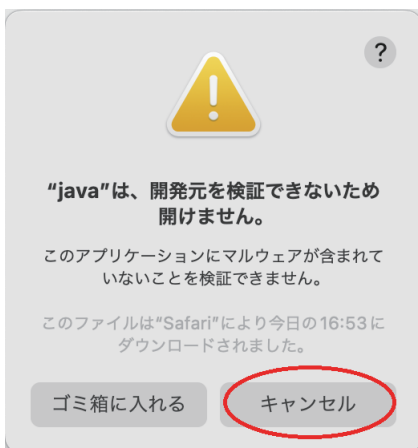 ?
“java”は、開発元を検証できないため
開けません。
このアプリケーションにマルウェアが含まれて
いないことを検証できません。
このファイルは“Safari”により今日の16:53に
ダウンロードされました。
ゴミ箱に入れる
キャンセル